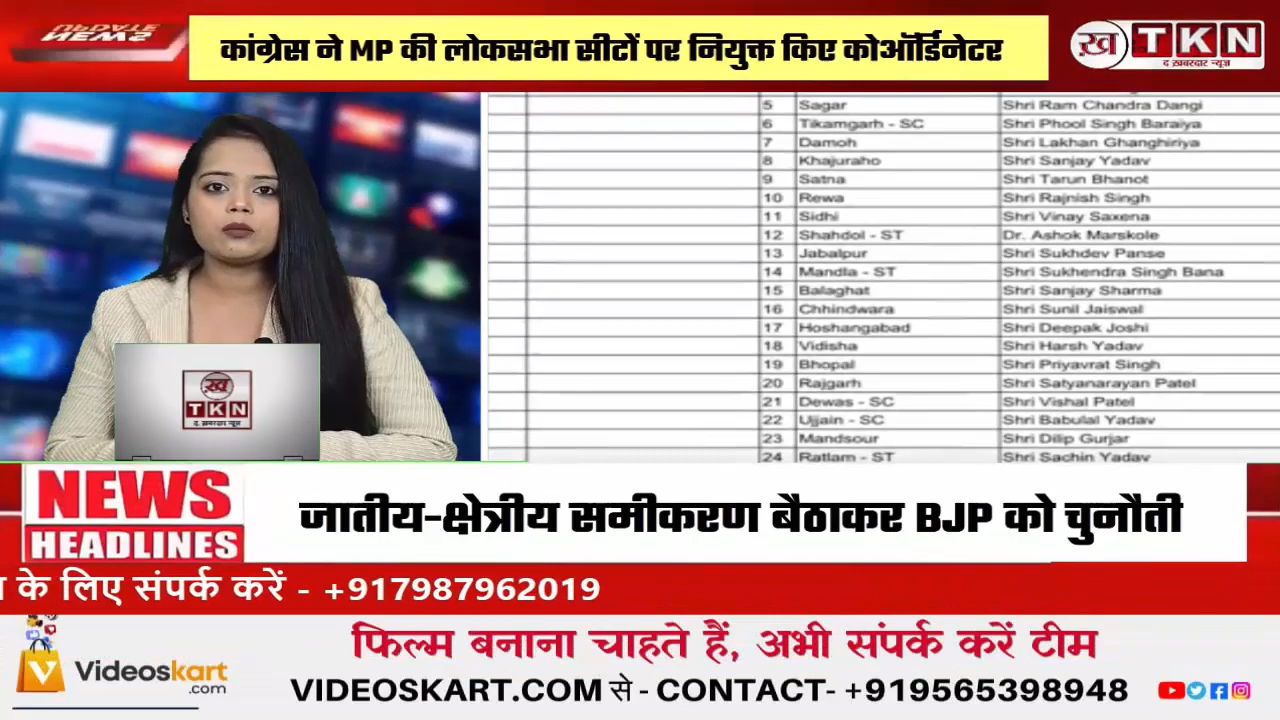 UPDATE
NEWS
कांग्रेस ने MP की लोकसभा सीटों पर नियुक्त किए कोऑर्डिनेटर
ख़ TKN
द ख़बरदार न्यूज़
5 Sagar Shri Ram Chandra Dangi
6 Tikamgarh - SC Shri Phool Singh Baraiya
7 Damoh Shri Lakhan Ghanghiriya
8 Khajuraho Shri Sanjay Yadav
9 Satna Shri Tarun Bhanot
10 Rewa Shri Rajnish Singh
11 Sidhi Shri Vinay Saxena
12 Shahdol - ST Dr. Ashok Marskole
13 Jabalpur Shri Sukhdev Panse
14 Mandla - ST Shri Sukhendra Singh Bana
15 Balaghat Shri Sanjay Sharma
16 Chhindwara Shri Sunil Jaiswal
17 Hoshangabad Shri Deepak Joshi
18 Vidisha Shri Harsh Yadav
19 Bhopal Shri Priyavrat Singh
20 Rajgarh Shri Satyanarayan Patel
21 Dewas - SC Shri Vishal Patel
22 Ujjain - SC Shri Babulal Yadav
23 Mandsour Shri Dilip Gurjar
24 Ratlam - ST Shri Sachin Yadav
ख़
TKN
द ख़बरदार न्यूज़
NEWS
HEADLINES
जातीय-क्षेत्रीय समीकरण बैठाकर BJP को चुनौती
के लिए संपर्क करें - +917987962019
फिल्म बनाना चाहते हैं, अभी संपर्क करें टीम
Videoskart
.com
VIDEOSKART.COM से - CONTACT- +919565398948